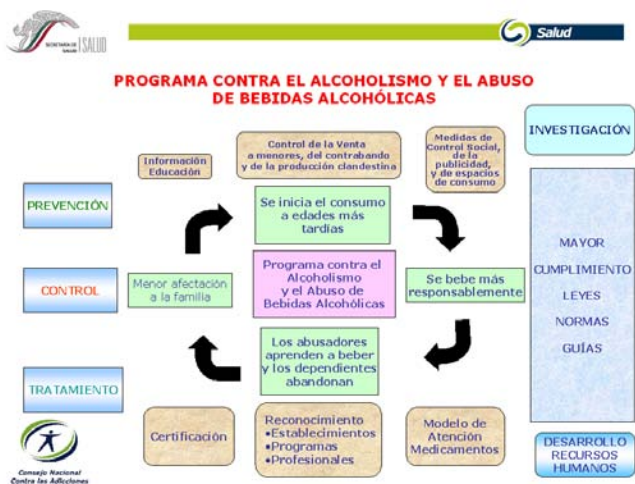 SECRETARÍA DE
SALUD
SALUD
Salud
PROGRAMA CONTRA EL ALCOHOLISMO Y EL ABUSO
DE BEBIDAS ALCOHÓLICAS
Información
Educación
Control de la Venta
a menores, del contrabando
y de la producción clandestina
Medidas de
Control Social,
de la
publicidad,
y de espacios
de consumo
INVESTIGACIÓN
PREVENCIÓN
Se inicia el consumo
a edades más
tardías
MAYOR
CUMPLIMIENTO
LEYES
NORMAS
GUÍAS
CONTROL
Menor afectación
a la familia
Programa contra el
Alcoholismo
y el Abuso de
Bebidas Alcohólicas
Se bebe más
responsablemente
TRATAMIENTO
Los abusadores
aprenden a beber
y los dependientes
abandonan
Certificación
Reconocimiento
•Establecimientos
•Programas
•Profesionales
Modelo de
Atención
Medicamentos
DESARROLLO
RECURSOS
HUMANOS
Consejo Nacional
Contra las Adicciones